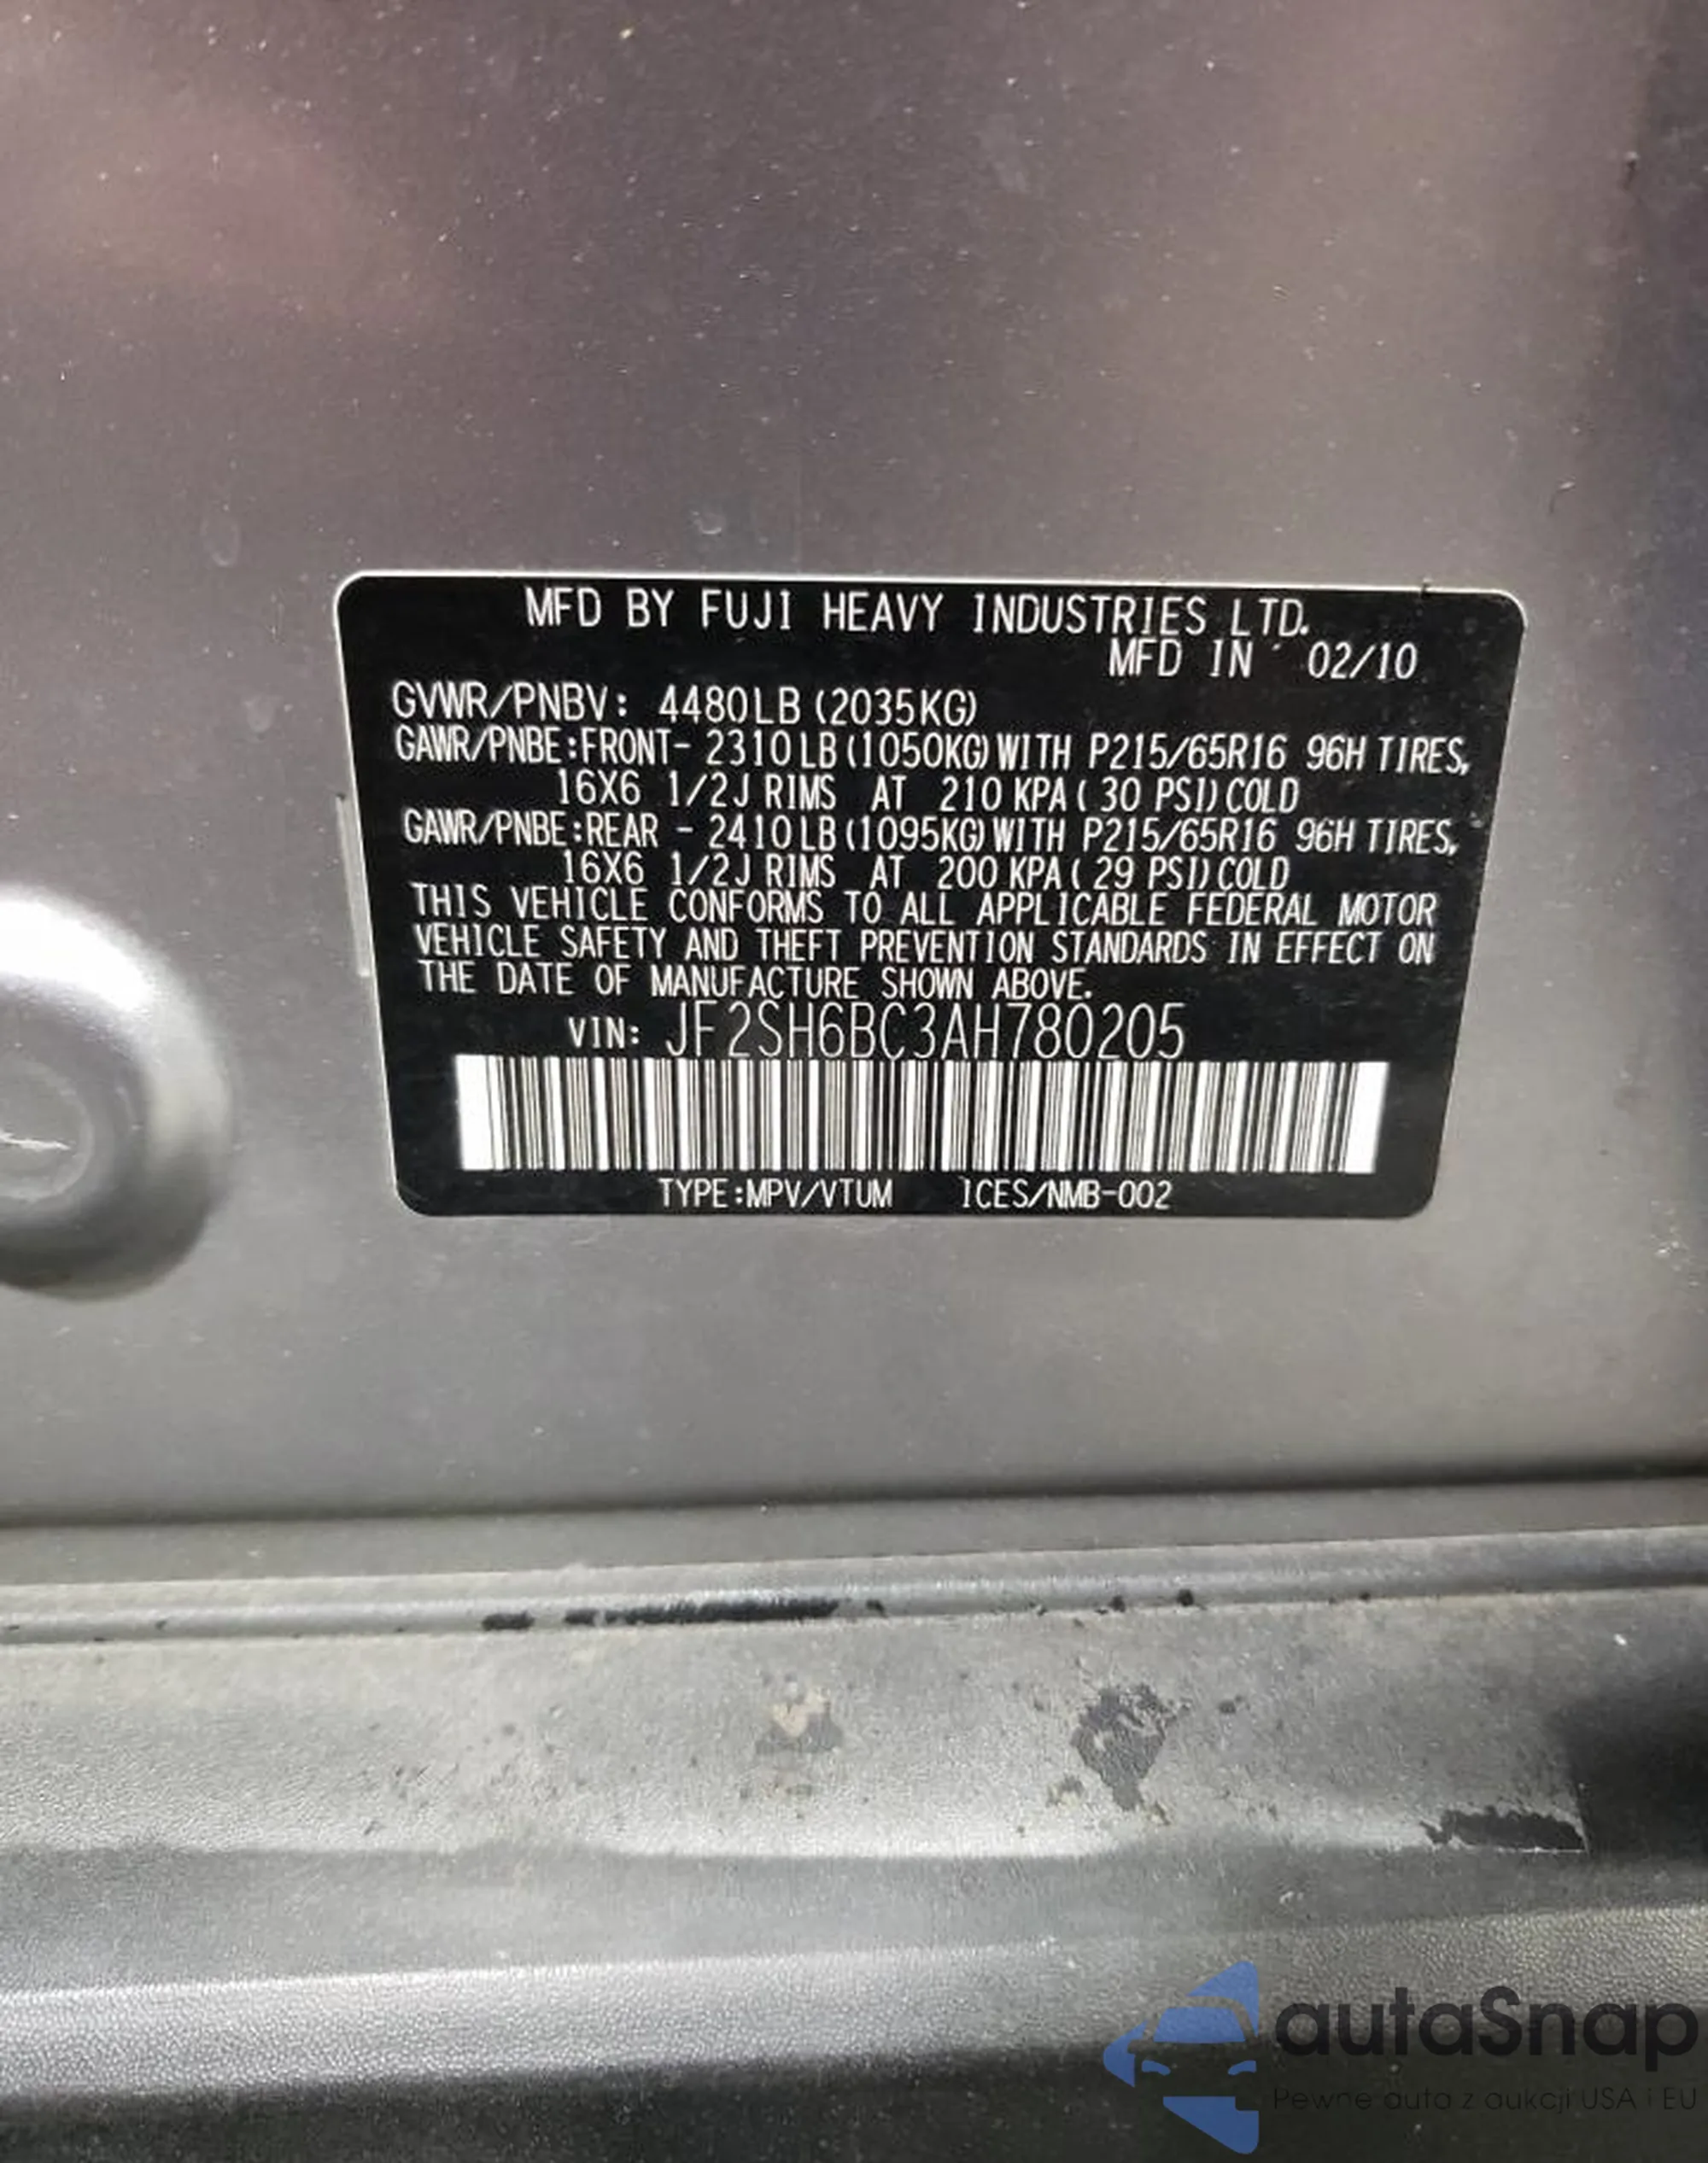 MFD BY FUJI HEAVY INDUSTRIES LTD.
MFD IN 02/10
GVWR/PNBV: 4480LB (2035KG)
GAWR/PNBE:FRONT- 2310LB (1050KG) WITH P215/65R16 96H TIRES,
16X6 1/2J RIMS AT 210 KPA ( 30 PSI) COLD
GAWR/PNBE:REAR - 2410LB (1095KG) WITH P215/65R16 96H TIRES,
16X6 1/2J RIMS AT 200 KPA ( 29 PSI) COLD
THIS VEHICLE CONFORMS TO ALL APPLICABLE FEDERAL MOTOR
VEHICLE SAFETY AND THEFT PREVENTION STANDARDS IN EFFECT ON
THE DATE OF MANUFACTURE SHOWN ABOVE.
VIN: JF2SH6BC3AH780205
TYPE:MPV/VTUM ICES/NMB-002
autaSnap
Pewne auta z aukcji USA i EU